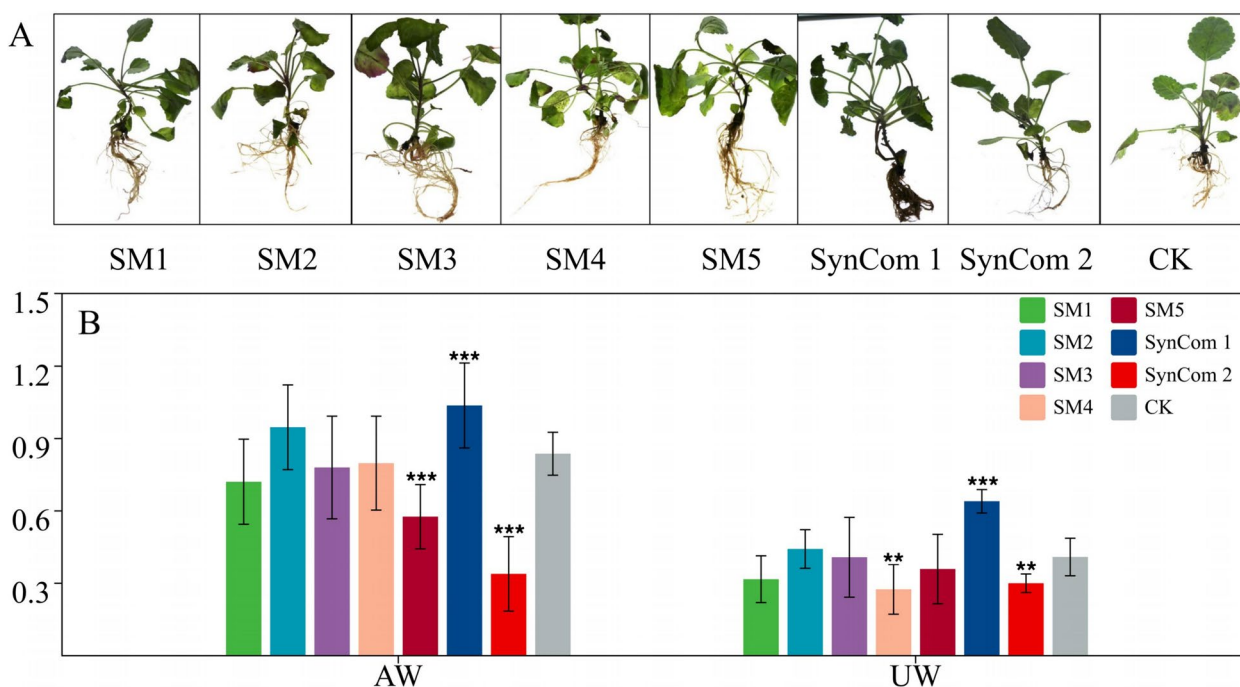 A
SM1 SM2 SM3 SM4 SM5 SynCom 1 SynCom 2 CK
B
1.5
1.2
0.9
0.6
0.3
SM1 SM5
SM2 SynCom 1
SM3 SynCom 2
SM4 CK
***
***
***
**
***
**
AW UW